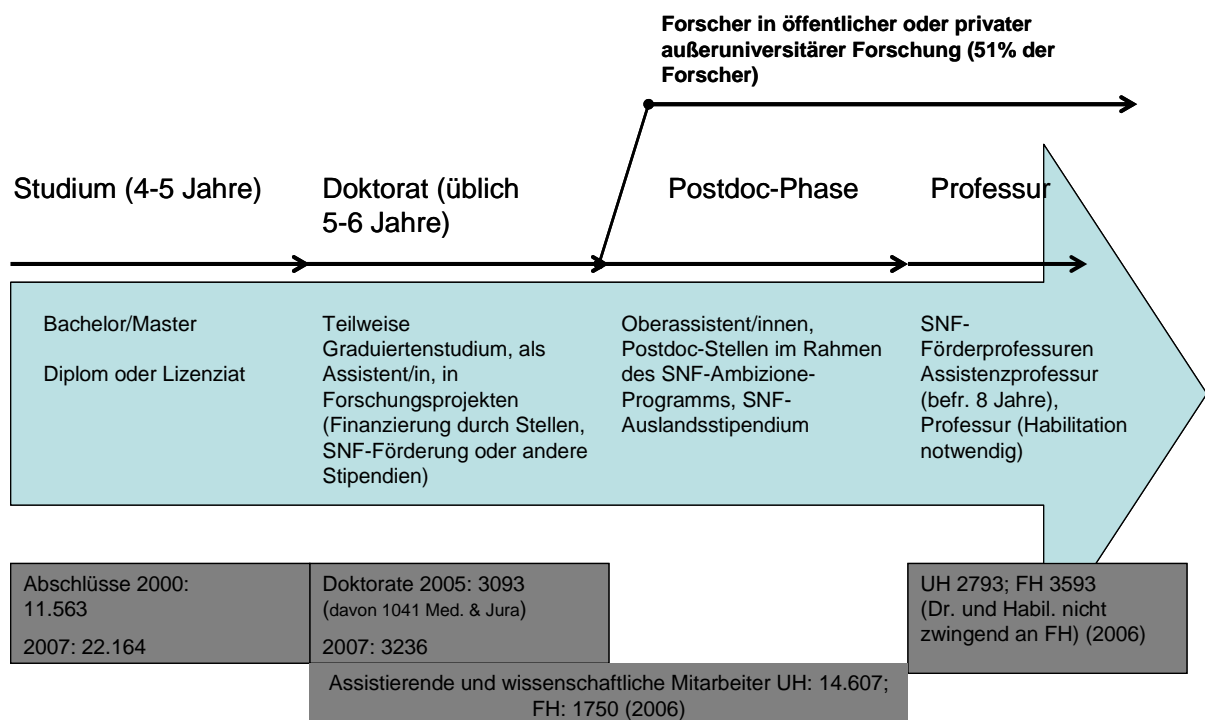 Forscher in öffentlicher oder privater
außeruniversitärer Forschung (51% der
Forscher)
Studium (4-5 Jahre)
Doktorat (üblich
5-6 Jahre)
Postdoc-Phase
Professur
Bachelor/Master
Diplom oder Lizenziat
Teilweise
Graduiertenstudium, als
Assistent/in, in
Forschungsprojekten
(Finanzierung durch Stellen,
SNF-Förderung oder andere
Stipendien)
Oberassistent/innen,
Postdoc-Stellen im Rahmen
des SNF-Ambizione-
Programms, SNF-
Auslandsstipendium
SNF-
Förderprofessuren
Assistenzprofessur
(befr. 8 Jahre),
Professur (Habilitation
notwendig)
Abschlüsse 2000:
11.563
2007: 22.164
Doktorate 2005: 3093
(davon 1041 Med. & Jura)
2007: 3236
UH 2793; FH 3593
(Dr. und Habil. nicht
zwingend an FH) (2006)
Assistierende und wissenschaftliche Mitarbeiter UH: 14.607;
FH: 1750 (2006)